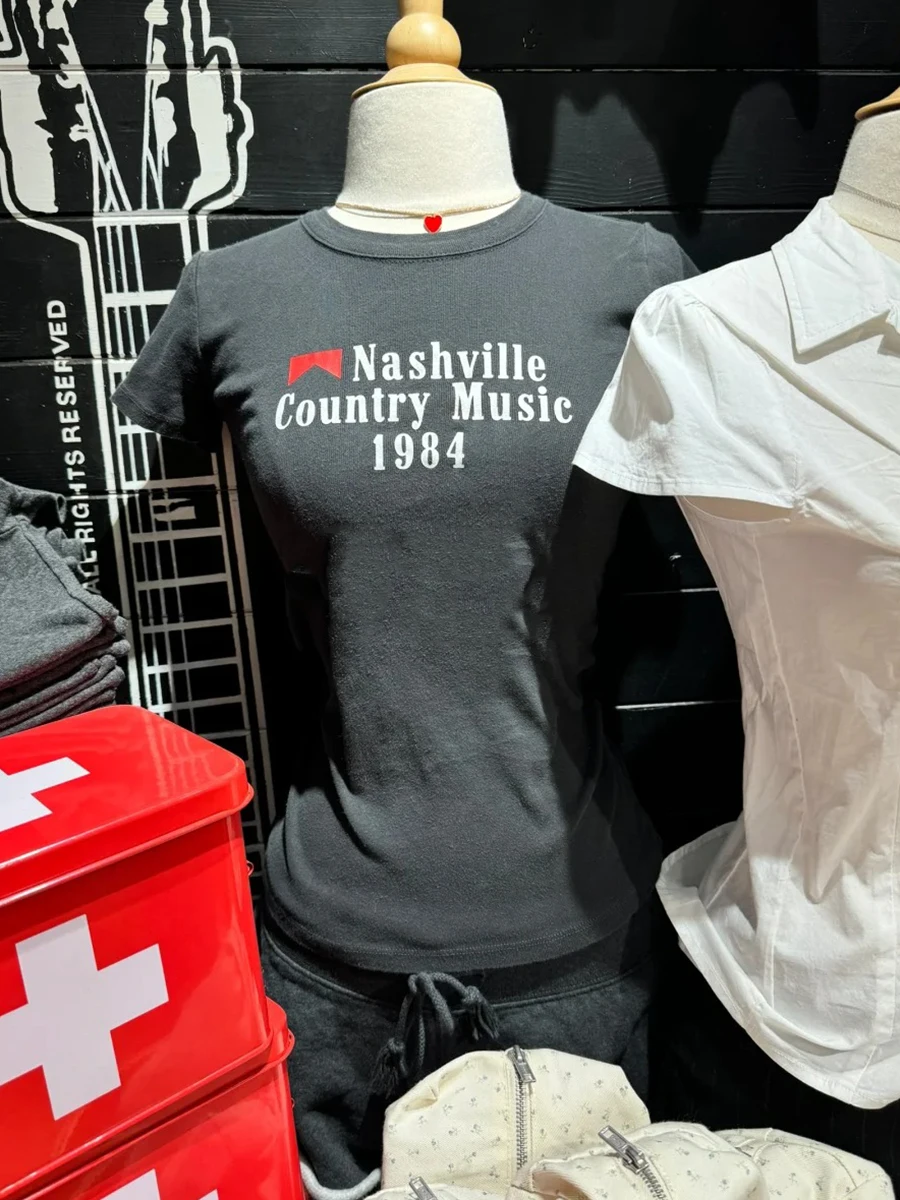 Nashville
Country Music
1984
ALL RIGHTS RESERVED